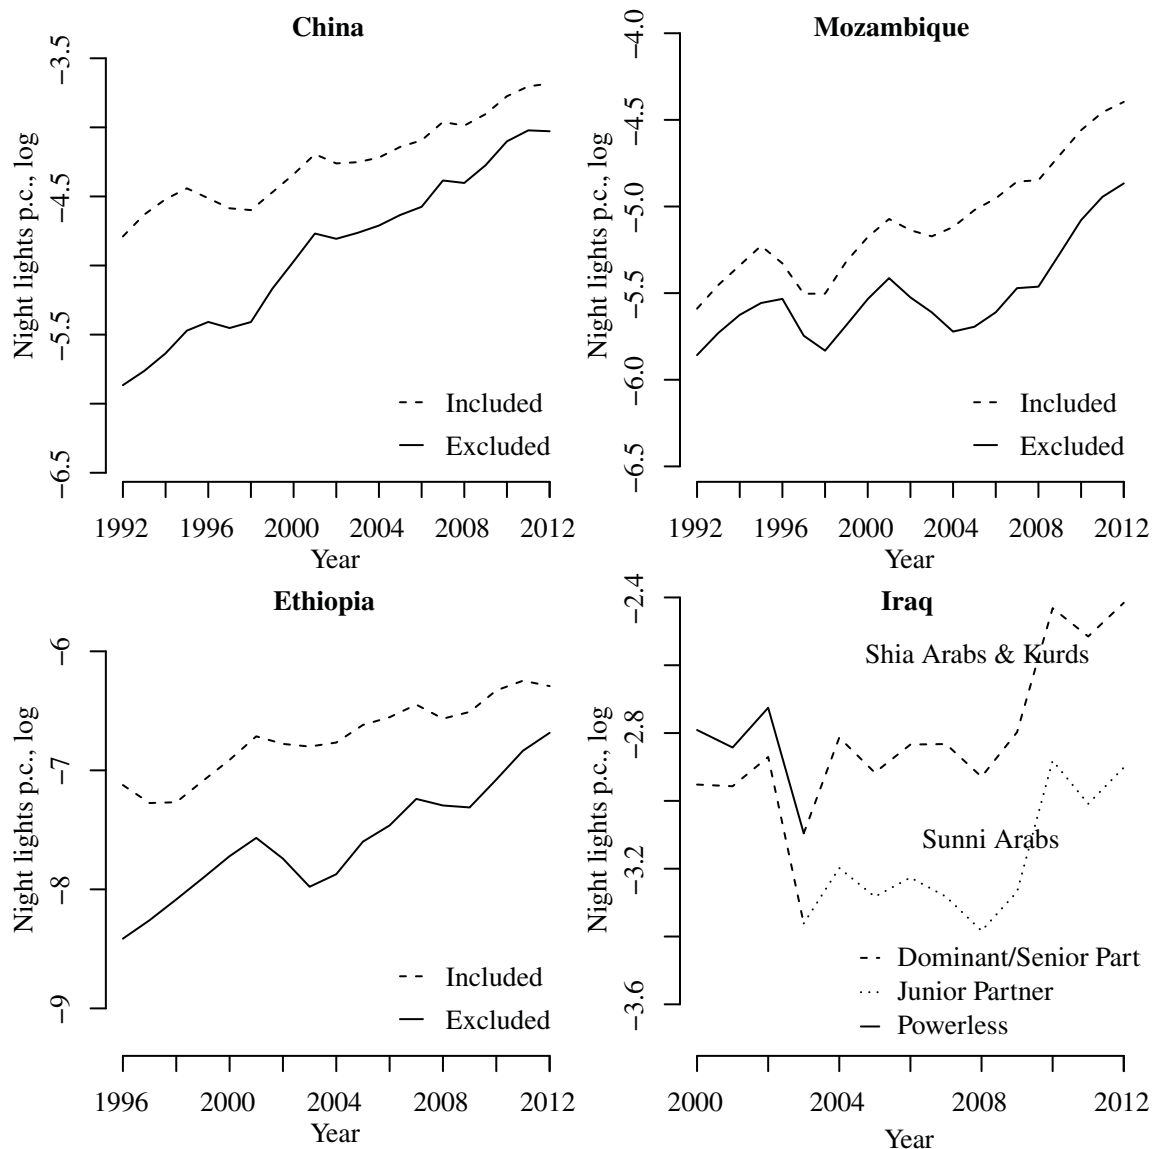 China
Night lights p.c., log
−3.5
−4.5
−5.5
−6.5
Included
Excluded
1992 1996 2000 2004 2008 2012
Year
Mozambique
Night lights p.c., log
−4.0
−4.5
−5.0
−5.5
−6.0
−6.5
Included
Excluded
1992 1996 2000 2004 2008 2012
Year
Ethiopia
Night lights p.c., log
−6
−7
−8
−9
Included
Excluded
1996 2000 2004 2008 2012
Year
Iraq
Night lights p.c., log
−2.4
−2.8
−3.2
−3.6
Shia Arabs & Kurds
Sunni Arabs
Dominant/Senior Part
Junior Partner
Powerless
2000 2004 2008 2012
Year